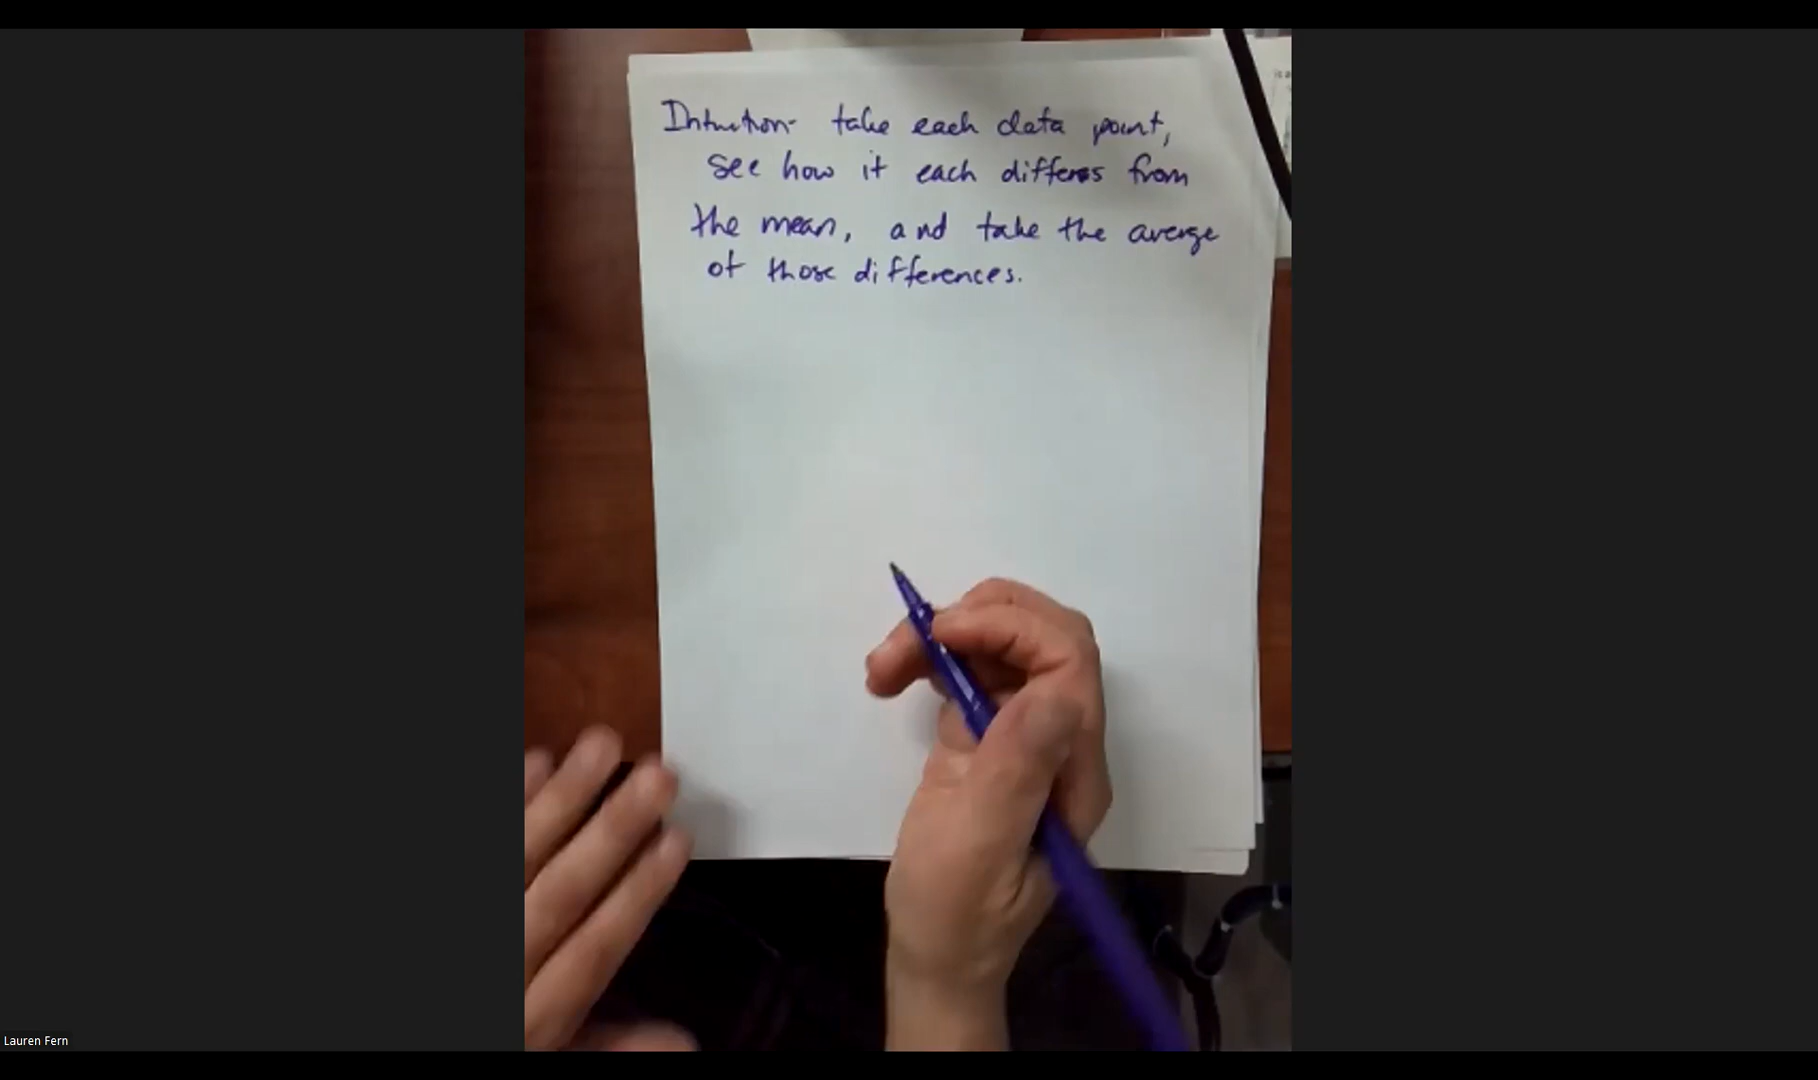 Intuition- take each data point,
see how it each differs from
the mean, and take the average
of those differences.
Lauren Fern